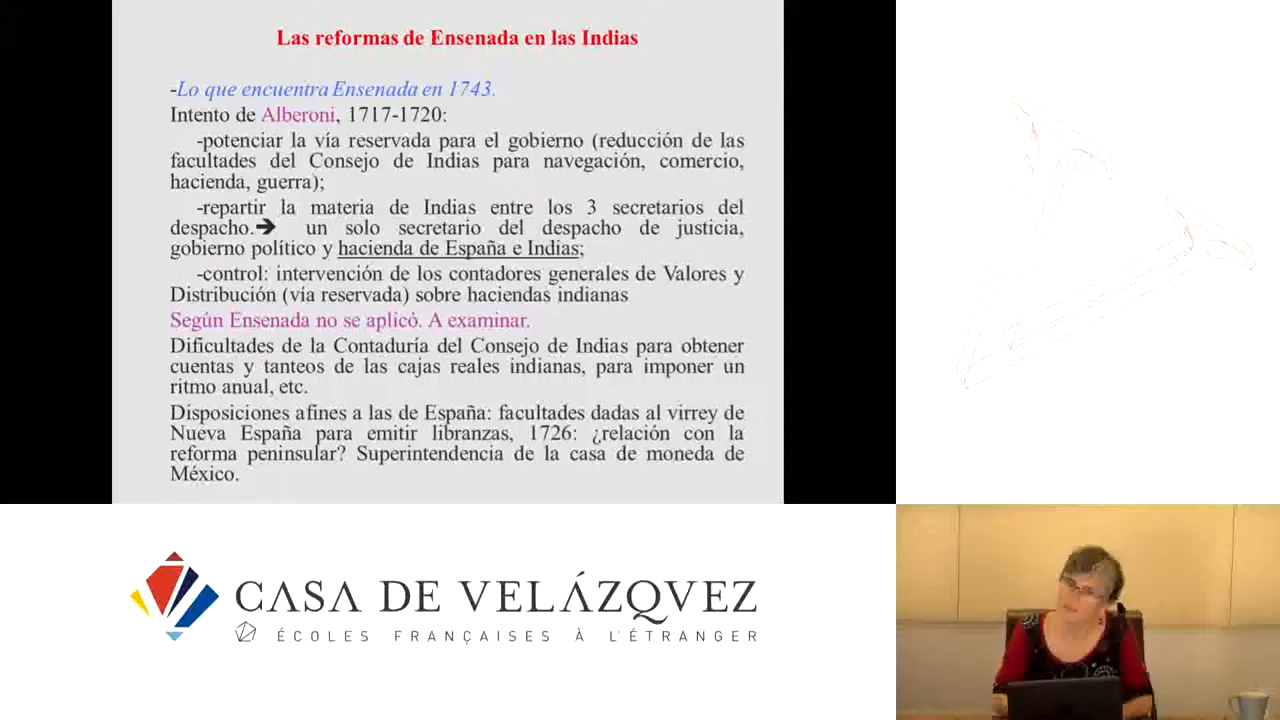 Las reformas de Ensenada en las Indias
-Lo que encuentra Ensenada en 1743.
Intento de Alberoni, 1717-1720:
-potenciar la vía reservada para el gobierno (reducción de las
facultades del Consejo de Indias para navegación, comercio,
hacienda, guerra);
-repartir la materia de Indias entre los 3 secretarios del
despacho.➔ un solo secretario del despacho de justicia,
gobierno político y hacienda de España e Indias;
-control: intervención de los contadores generales de Valores y
Distribución (vía reservada) sobre haciendas indianas
Según Ensenada no se aplicó. A examinar.
Dificultades de la Contaduría del Consejo de Indias para obtener
cuentas y tanteos de las cajas reales indianas, para imponer un
ritmo anual, etc.
Disposiciones afines a las de España: facultades dadas al virrey de
Nueva España para emitir libranzas, 1726: ¿relación con la
reforma peninsular? Superintendencia de la casa de moneda de
México.
CASA DE VELÁZQVEZ
ÉCOLES FRANÇAISES À L'ÉTRANGER